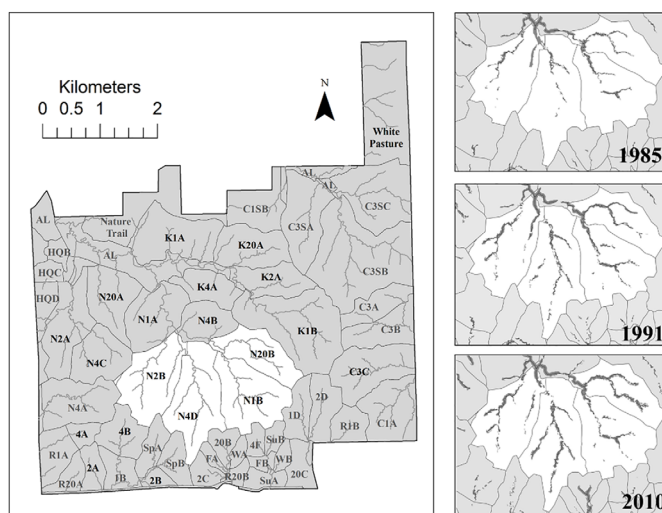 Kilometers
0 0.5 1 2
N
White
Pasture
AL
AL
C3SC
C1SB
AL
Nature
Trail
K1A
C3SA
HQB
AL
K20A
HQC
K2A
C3SB
K4A
HQD
N20A
C3A
N1A
N4B
C3B
K1B
N2A
N20B
N4C
N2B
C3C
N4A
N4D
N1B
1D
2D
4A
4B
20B
4F
SuB
R1B
C1A
SpA
R1A
FA
WA
WB
2A
SpB
FB
20C
R20A
IB
2B
2C
R20B
SuA
1985
1991
2010